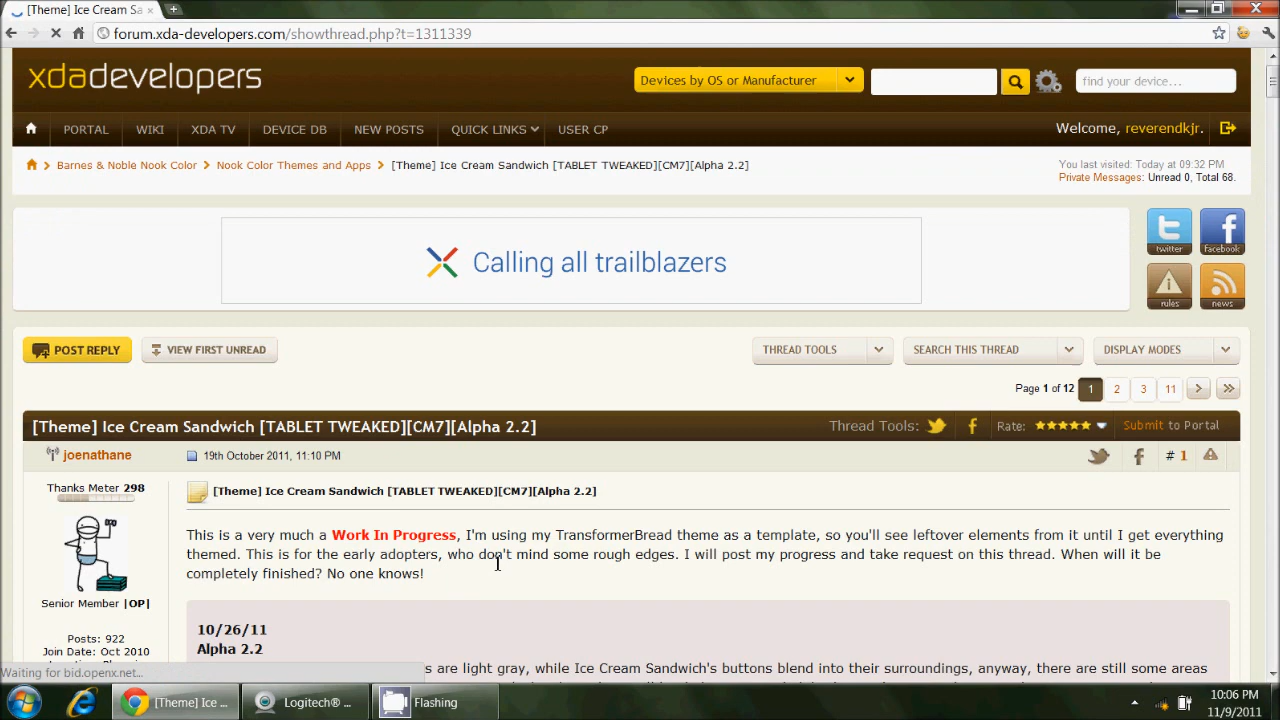 [Theme] Ice Cream Sa
forum.xda-developers.com/showthread.php?t=1311339
xdadevelopers
Devices by OS or Manufacturer
find your device...
PORTAL WIKI XDA TV DEVICE DB NEW POSTS QUICK LINKS USER CP
Welcome, reverendkjr.
Barnes & Noble Nook Color Nook Color Themes and Apps [Theme] Ice Cream Sandwich [TABLET TWEAKED][CM7][Alpha 2.2]
You last visited: Today at 09:32 PM
Private Messages: Unread 0, Total 68.
Calling all trailblazers
twitter facebook
rules news
POST REPLY VIEW FIRST UNREAD THREAD TOOLS SEARCH THIS THREAD DISPLAY MODES
Page 1 of 12 1 2 3 11 > »
[Theme] Ice Cream Sandwich [TABLET TWEAKED][CM7][Alpha 2.2] Thread Tools: Rate: Submit to Portal
joenathane 19th October 2011, 11:10 PM # 1
Thanks Meter 298
[Theme] Ice Cream Sandwich [TABLET TWEAKED][CM7][Alpha 2.2]
This is a very much a Work In Progress, I'm using my TransformerBread theme as a template, so you'll see leftover elements from it until I get everything
themed. This is for the early adopters, who don't mind some rough edges. I will post my progress and take request on this thread. When will it be
completely finished? No one knows!
Senior Member |OP|
10/26/11
Alpha 2.2
Posts: 922
Join Date: Oct 2010
s are light gray, while Ice Cream Sandwich's buttons blend into their surroundings, anyway, there are still some areas
Waiting for bid.openx.net...
[Theme] Ice ... Logitech® ... Flashing
10:06 PM
11/9/2011